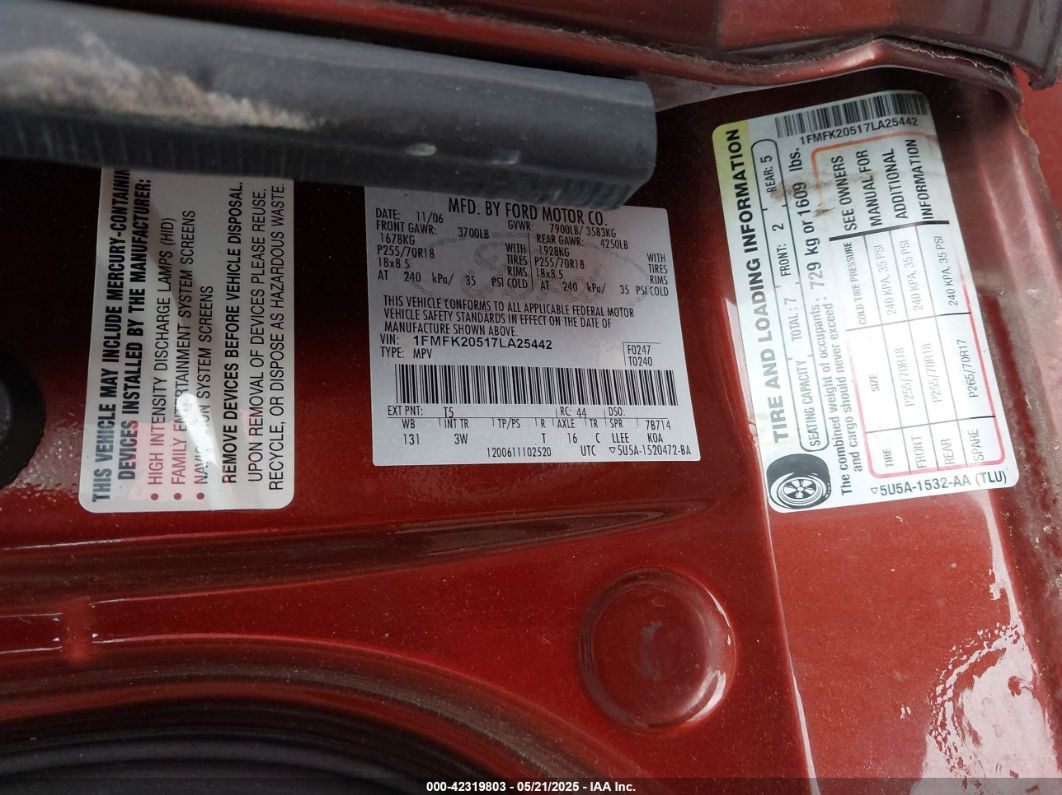 THIS VEHICLE MAY INCLUDE MERCURY-CONTAINING
DEVICES INSTALLED BY THE MANUFACTURER:
• HIGH INTENSITY DISCHARGE LAMPS (HID)
• FAMILY ENTERTAINMENT SYSTEM SCREENS
• NAVIGATION SYSTEM SCREENS
REMOVE DEVICES BEFORE VEHICLE DISPOSAL.
UPON REMOVAL OF DEVICES PLEASE REUSE,
RECYCLE, OR DISPOSE AS HAZARDOUS WASTE.
MFD. BY FORD MOTOR CO.
DATE: 11/06 GVWR: 7900LB/ 3583KG
FRONT GAWR: 3700LB REAR GAWR: 4250LB
1678KG WITH 1928KG WITH
P255/70R18 TIRES P255/70R18 TIRES
18x8.5 RIMS 18x8.5 RIMS
AT 240 kPa/ 35 PSI COLD AT 240 kPa/ 35 PSI COLD
THIS VEHICLE CONFORMS TO ALL APPLICABLE FEDERAL MOTOR
VEHICLE SAFETY STANDARDS IN EFFECT ON THE DATE OF
MANUFACTURE SHOWN ABOVE.
VIN: 1FMFK20517LA25442
TYPE: MPV
F0247
T0240
EXT PNT: T5 RC: 44 DSO:
WB INT TR TP/PS R AXLE TR SPR 7B714
131 3W T 16 C LLEE KOA
1200611102520 UTC ▽5U5A-1520472-BA
TIRE AND LOADING INFORMATION
SEATING CAPACITY TOTAL: 7 FRONT: 2 REAR: 5
The combined weight of occupants : 729 kg or 1609 lbs.
and cargo should never exceed :
TIRE SIZE COLD TIRE PRESSURE
FRONT P255/70R18 240 KPA, 35 PSI
REAR P255/70R18 240 KPA, 35 PSI
SPARE P265/70R17 240 KPA, 35 PSI
SEE OWNERS
MANUAL FOR
ADDITIONAL
INFORMATION
1FMFK20517LA25442
▽5U5A-1532-AA (TLU)
000-42319803 - 05/21/2025 - IAA Inc.